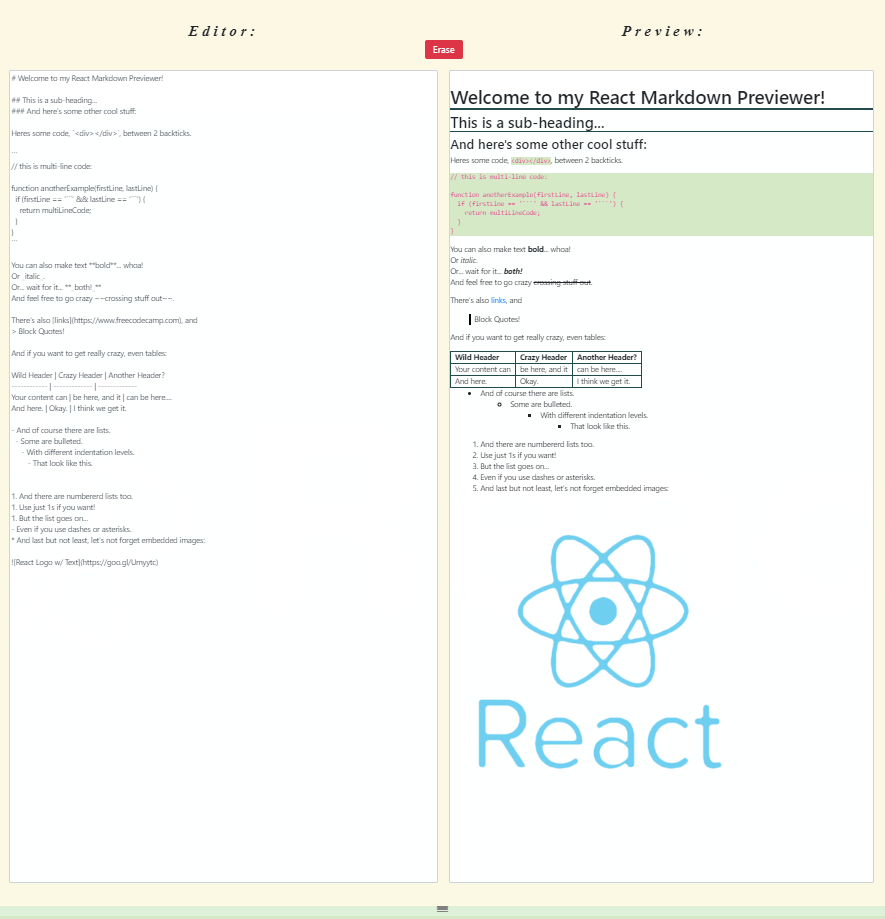 Editor:
Preview:
Erase
# Welcome to my React Markdown Previewer!
## This is a sub-heading...
### And here's some other cool stuff:
Heres some code, `<div></div>`, between 2 backticks.
```
// this is multi-line code:
function anotherExample(firstLine, lastLine) {
if (firstLine == '```' && lastLine == '```') {
return multiLineCode;
}
}
```
You can also make text **bold**... whoa!
Or _italic_.
Or... wait for it... **_both!_**
And feel free to go crazy ~~crossing stuff out~~.
There's also [links](https://www.freecodecamp.com), and
> Block Quotes!
And if you want to get really crazy, even tables:
Wild Header | Crazy Header | Another Header?
------------ | ------------- | -------------
Your content can | be here, and it | can be here....
And here. | Okay. | I think we get it.
- And of course there are lists.
- Some are bulleted.
- With different indentation levels.
- That look like this.
1. And there are numbererd lists too.
1. Use just 1s if you want!
1. But the list goes on...
- Even if you use dashes or asterisks.
* And last but not least, let's not forget embedded images:
![React Logo w/ Text](https://goo.gl/Umyytc)
Welcome to my React Markdown Previewer!
This is a sub-heading...
And here's some other cool stuff:
Heres some code, <div></div>, between 2 backticks.
// this is multi-line code:
function anotherExample(firstLine, lastLine) {
if (firstLine == '```' && lastLine == '```') {
return multiLineCode;
}
}
You can also make text bold... whoa!
Or italic.
Or... wait for it... both!
And feel free to go crazy crossing stuff out.
There's also links, and
Block Quotes!
And if you want to get really crazy, even tables:
Wild Header Crazy Header Another Header?
Your content can be here, and it can be here....
And here. Okay. I think we get it.
And of course there are lists.
Some are bulleted.
With different indentation levels.
That look like this.
1. And there are numbererd lists too.
2. Use just 1s if you want!
3. But the list goes on...
4. Even if you use dashes or asterisks.
5. And last but not least, let's not forget embedded images:
React